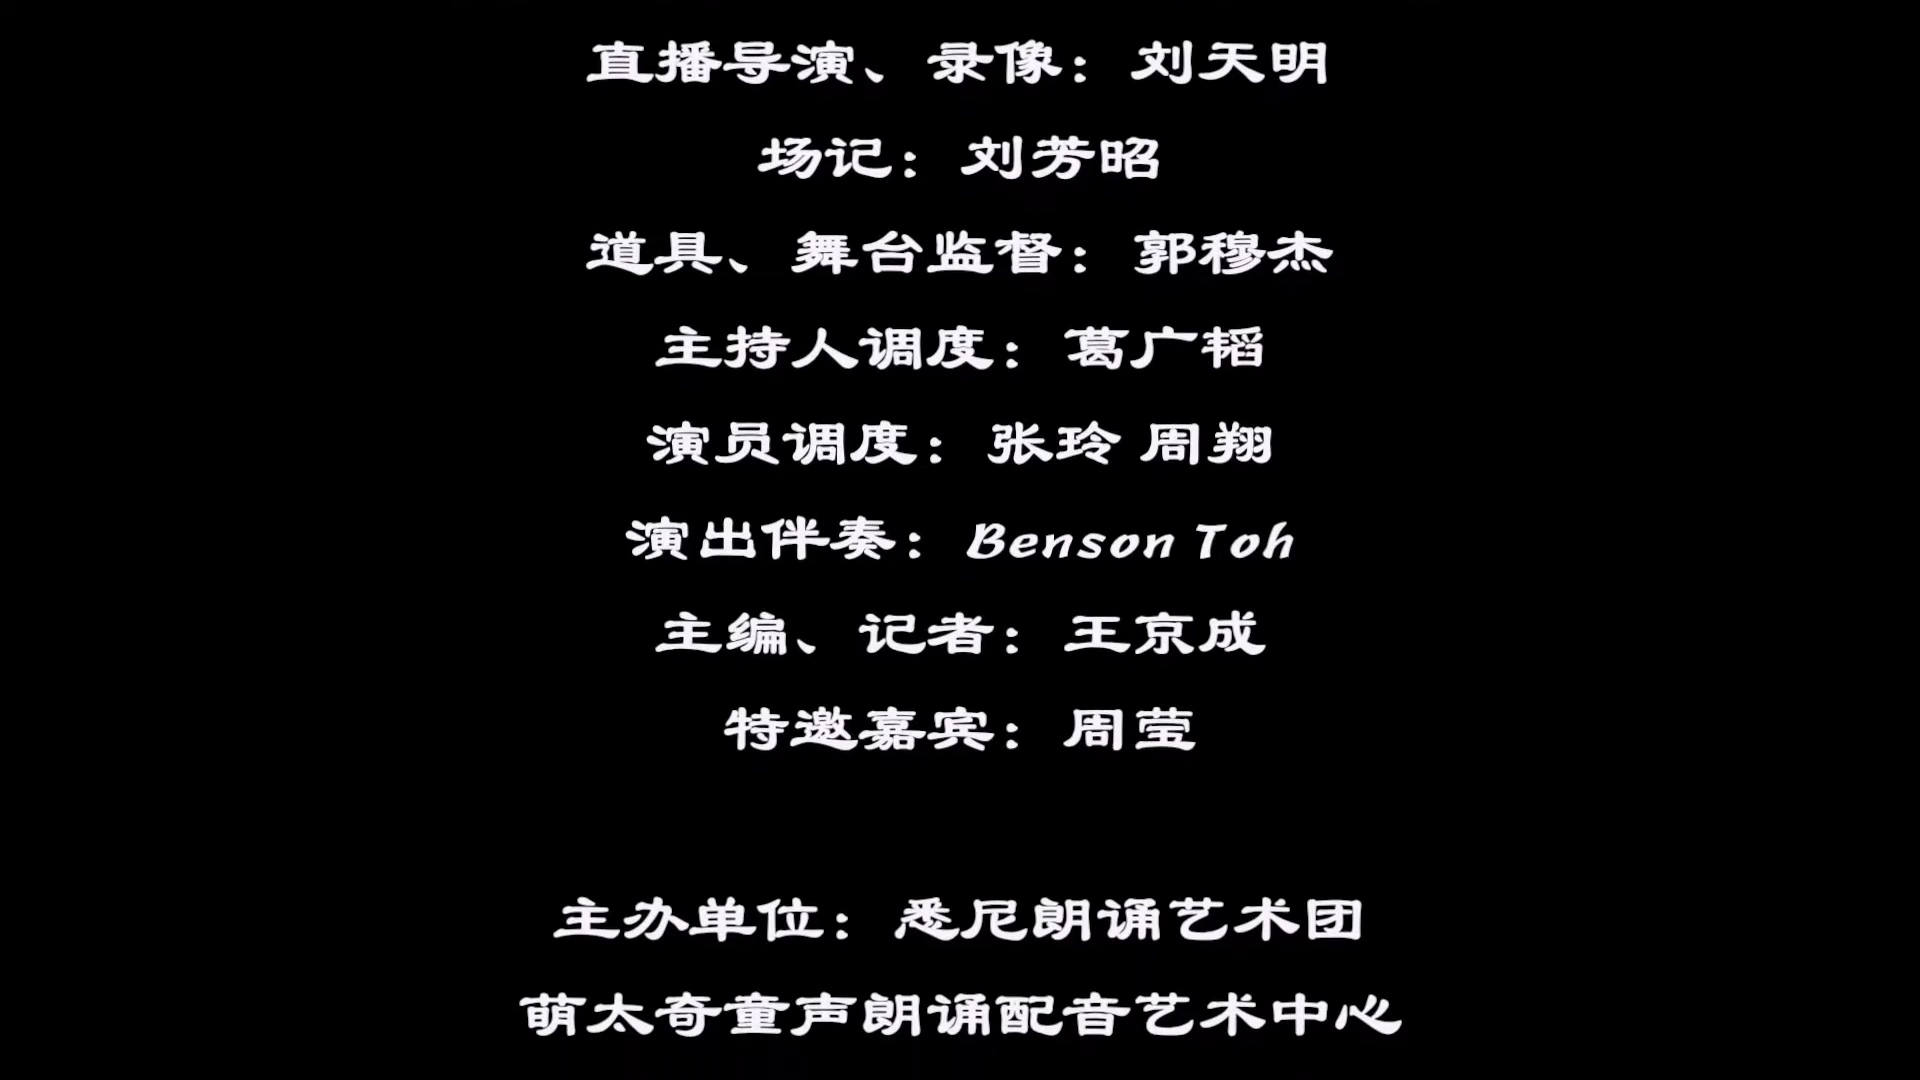 直播导演、录像：刘天明
场记：刘芳昭
道具、舞台监督：郭穆杰
主持人调度：葛广韬
演员调度：张玲 周翔
演出伴奏：Benson Toh
主编、记者：王京成
特邀嘉宾：周莹
主办单位：悉尼朗诵艺术团
萌太奇童声朗诵配音艺术中心